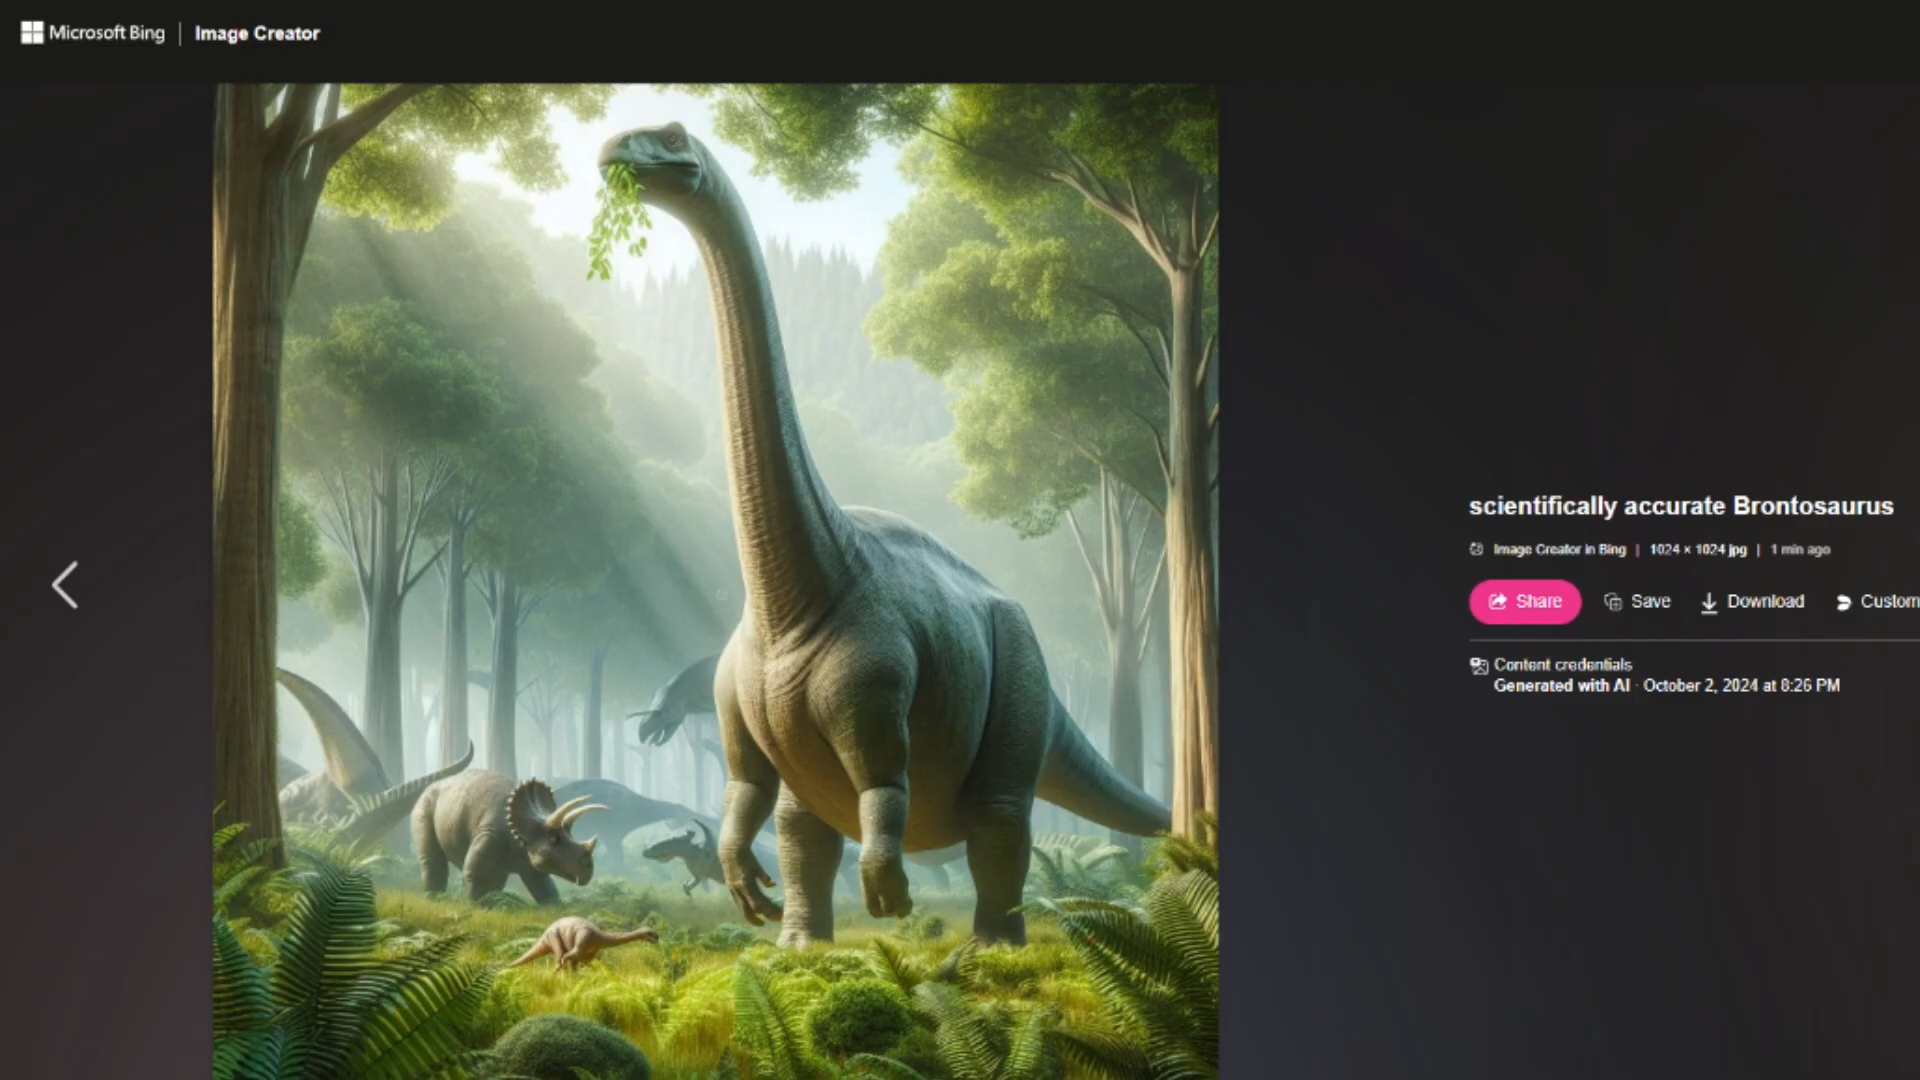 Microsoft Bing | Image Creator
scientifically accurate Brontosaurus
Image Creator in Bing | 1024 × 1024 jpg | 1 min ago
Share Save Download Custom
Content credentials
Generated with AI · October 2, 2024 at 8:26 PM